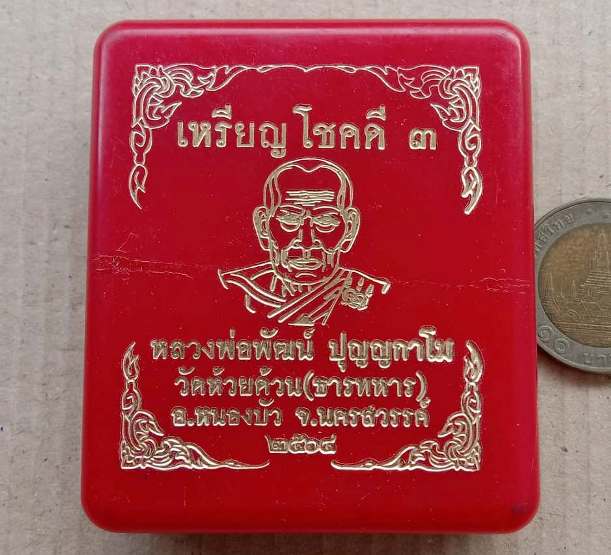 เหรียญ โชคดี ๓
หลวงพ่อพัฒน์ ปุญญกาโม
วัดห้วยด้วน(ธารทหาร)
อ.หนองบัว จ.นครสวรรค์
๒๕๖๔